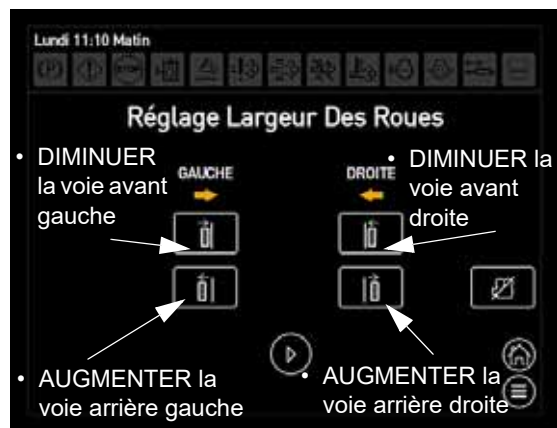 Lundi 11:10 Matin
(P)
STOP
Réglage Largeur Des Roues
• DIMINUER
la voie avant
gauche
GAUCHE
DROITE
• DIMINUER la
voie avant
droite
• AUGMENTER la
voie arrière gauche
• AUGMENTER la
voie arrière droite